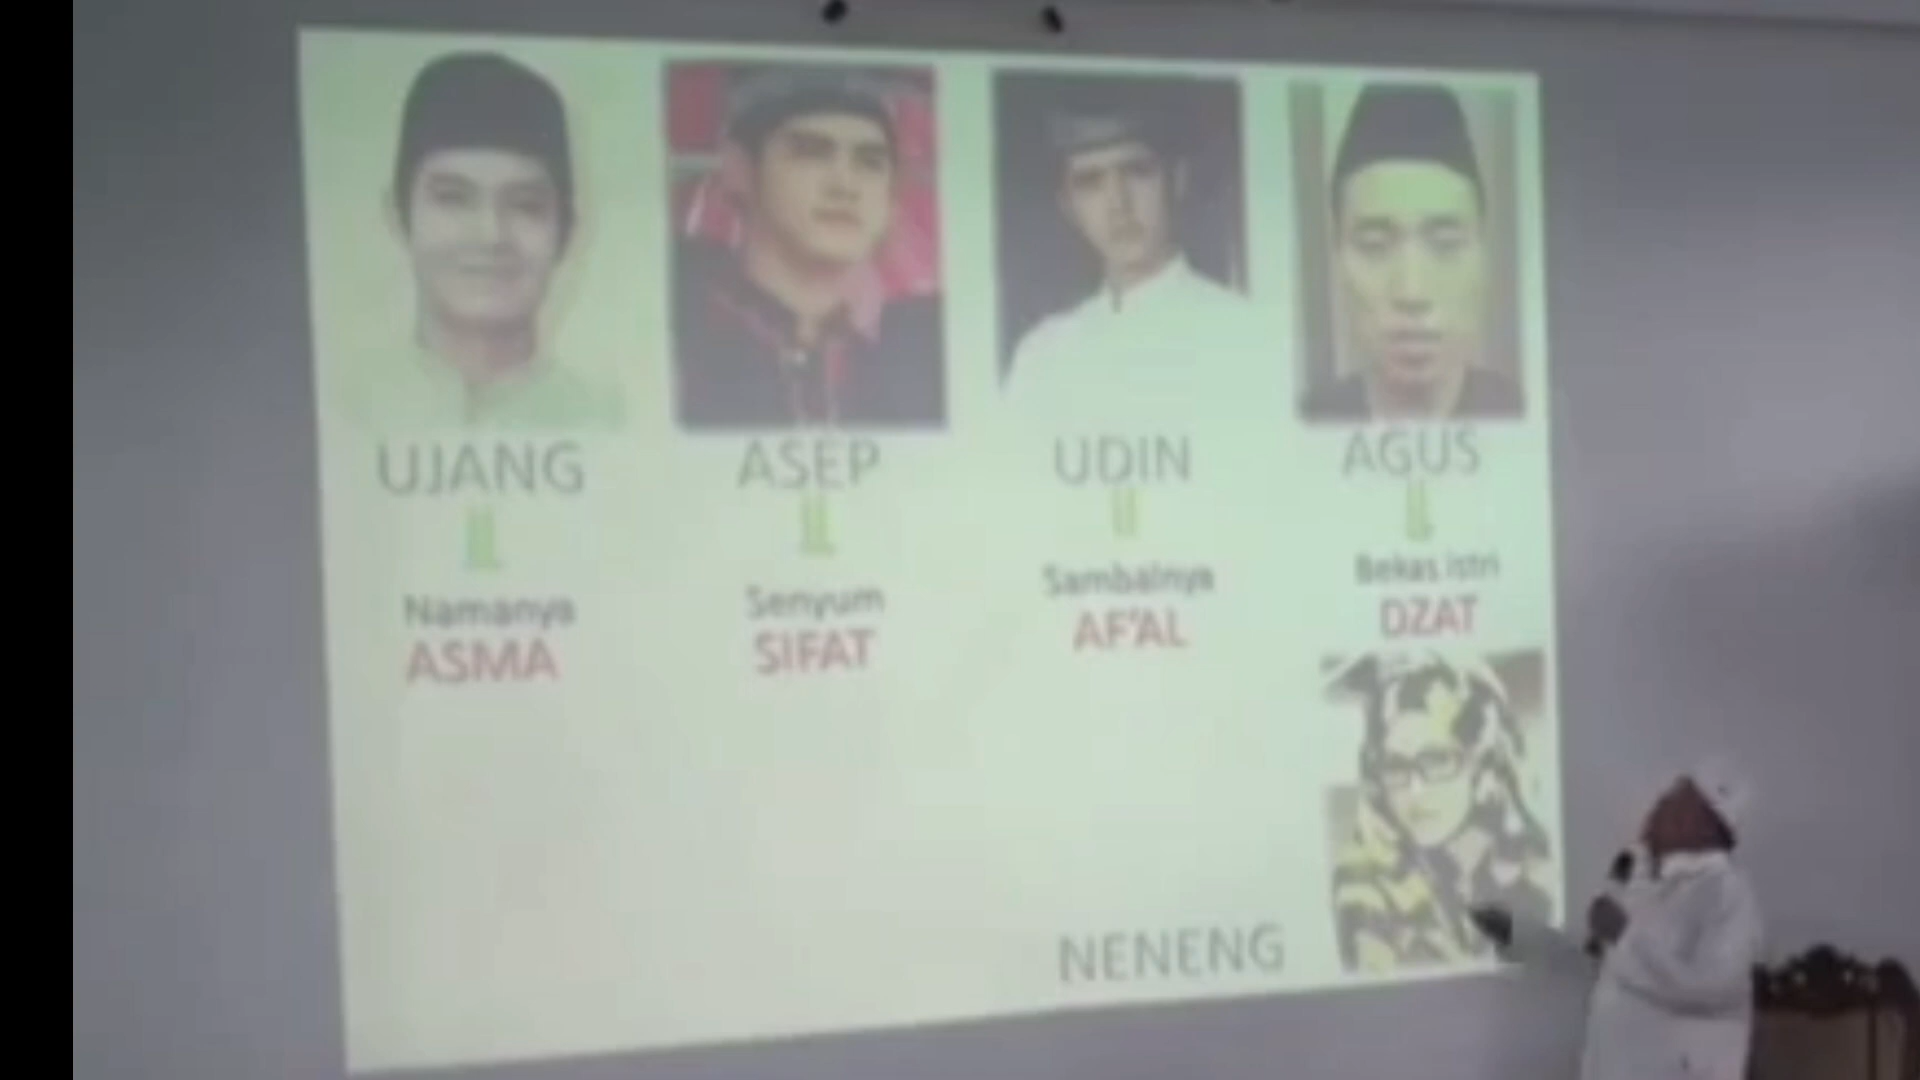 UJANG
ASEP
UDIN
AGUS
Namanya
ASMA
Senyum
SIFAT
Sambalnya
AF'AL
Bekas istri
DZAT
NENENG